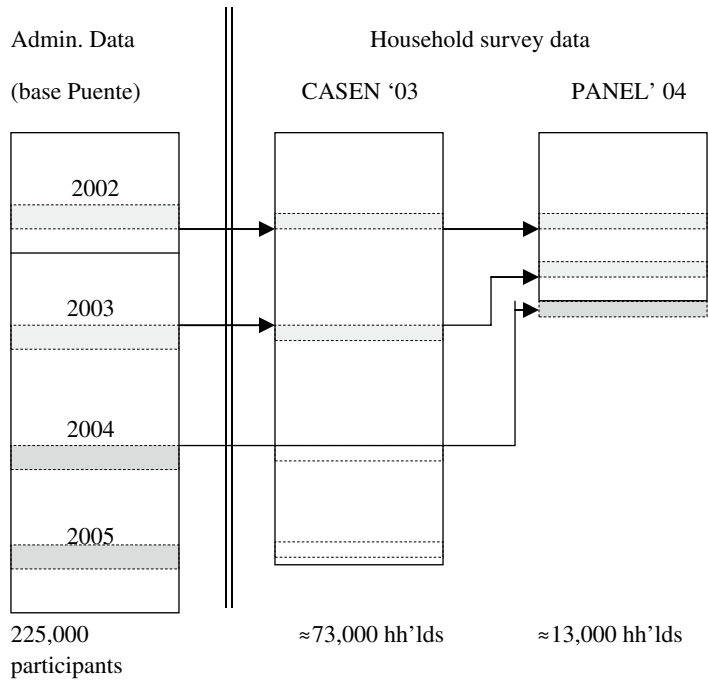 Admin. Data
(base Puente)
Household survey data
CASEN ‘03
PANEL’ 04
2002
2003
2004
2005
225,000
participants
≈73,000 hh’lds
≈13,000 hh’lds